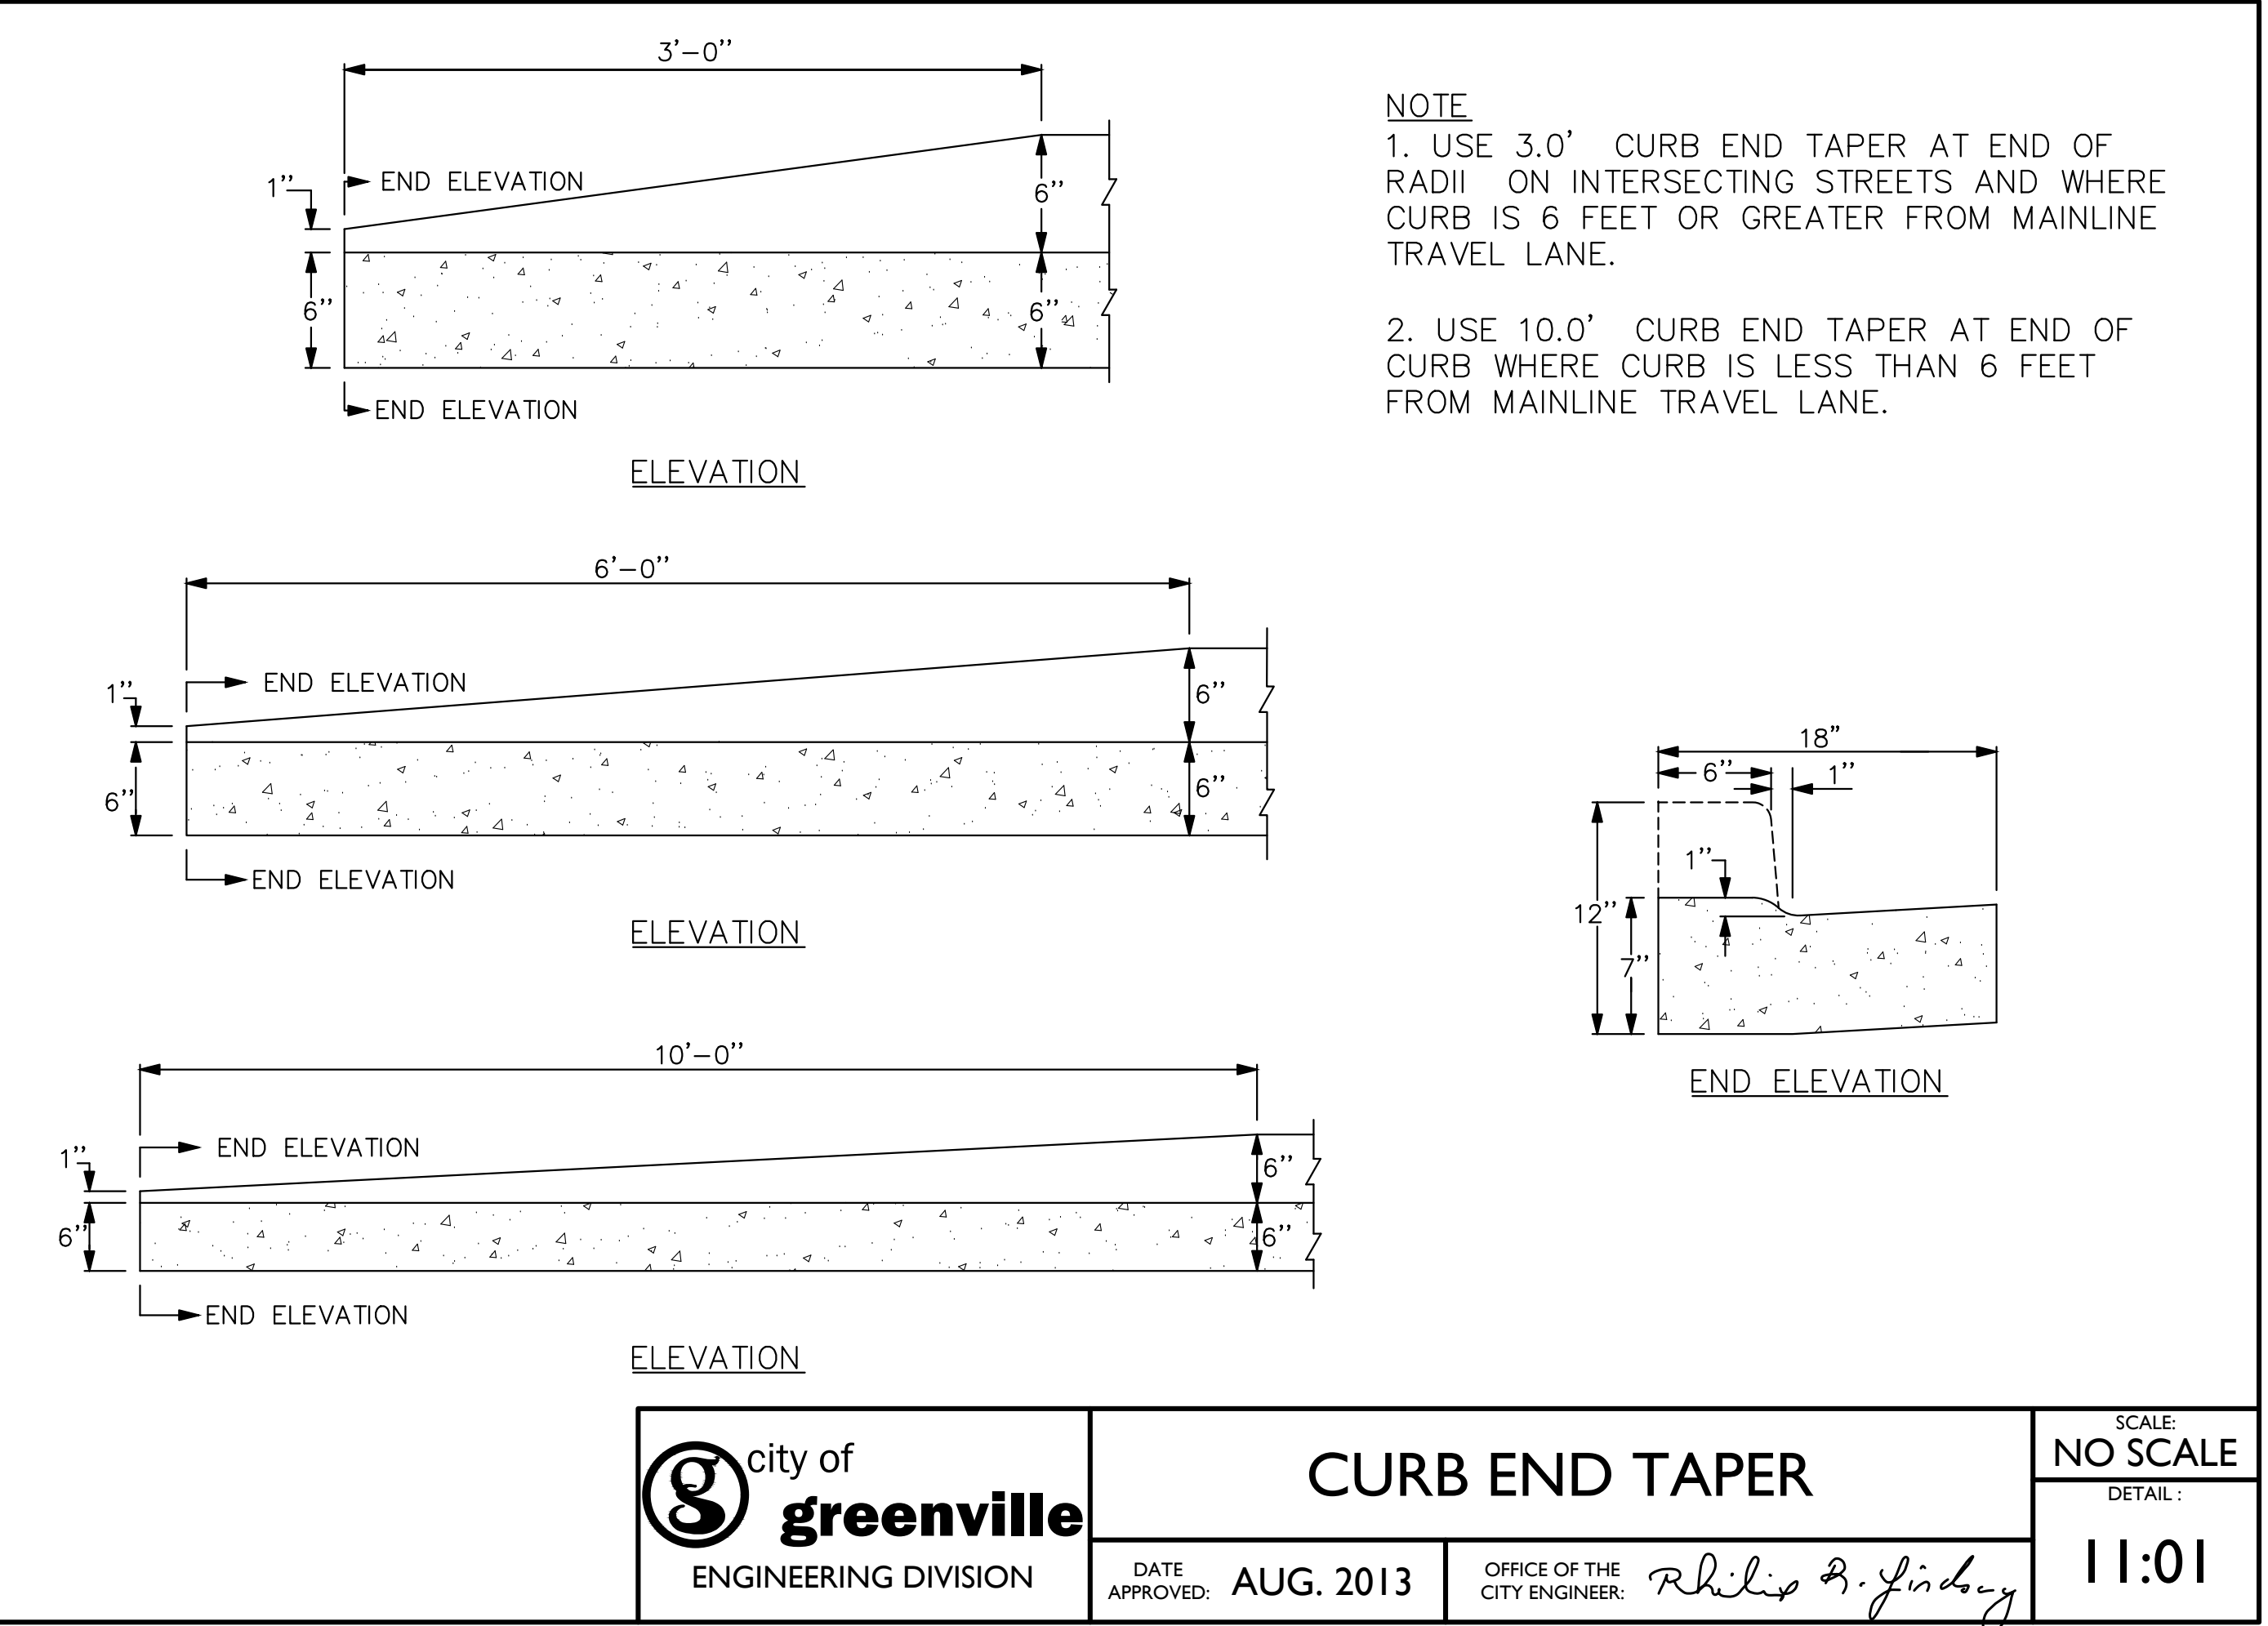 3'-0"
1"
END ELEVATION
6"
6"
6"
END ELEVATION
ELEVATION
NOTE
1. USE 3.0' CURB END TAPER AT END OF
RADII ON INTERSECTING STREETS AND WHERE
CURB IS 6 FEET OR GREATER FROM MAINLINE
TRAVEL LANE.
2. USE 10.0' CURB END TAPER AT END OF
CURB WHERE CURB IS LESS THAN 6 FEET
FROM MAINLINE TRAVEL LANE.
6'-0"
1"
END ELEVATION
6"
6"
6"
END ELEVATION
ELEVATION
18"
6"
1"
1"
12"
7"
END ELEVATION
10'-0"
1"
END ELEVATION
6"
6"
6"
END ELEVATION
ELEVATION
g
city of
greenville
ENGINEERING DIVISION
CURB END TAPER
DATE
APPROVED:
AUG. 2013
OFFICE OF THE
CITY ENGINEER:
Philip R. Lindsay
SCALE:
NO SCALE
DETAIL :
11:01